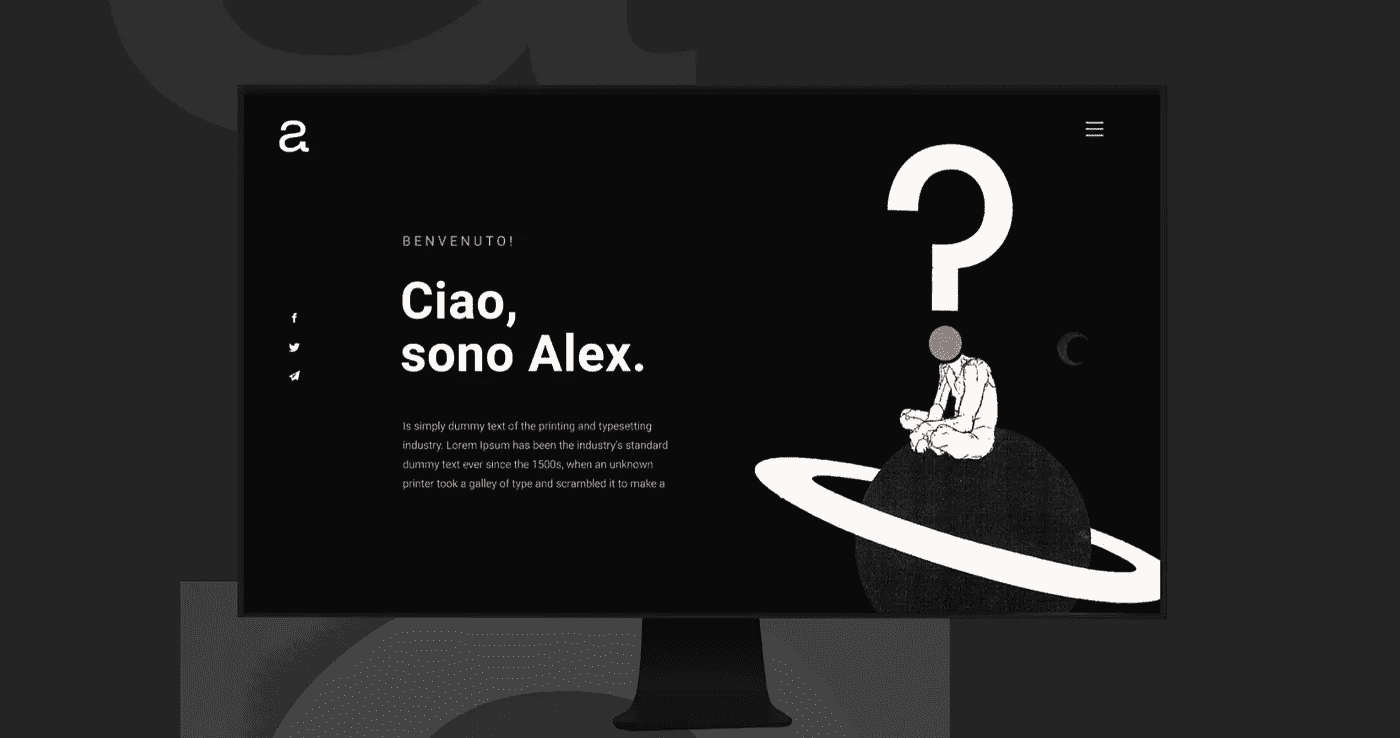 a
BENVENUTO!
Ciao,
sono Alex.
Is simply dummy text of the printing and typesetting
industry. Lorem Ipsum has been the industry's standard
dummy text ever since the 1500s, when an unknown
printer took a galley of type and scrambled it to make a
?